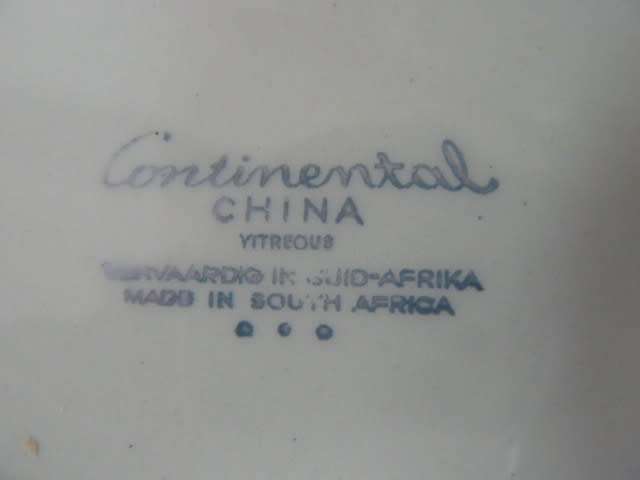 Continental
CHINA
VITREOUS
VERVAARDIG IN SUID-AFRIKA
MADE IN SOUTH AFRICA